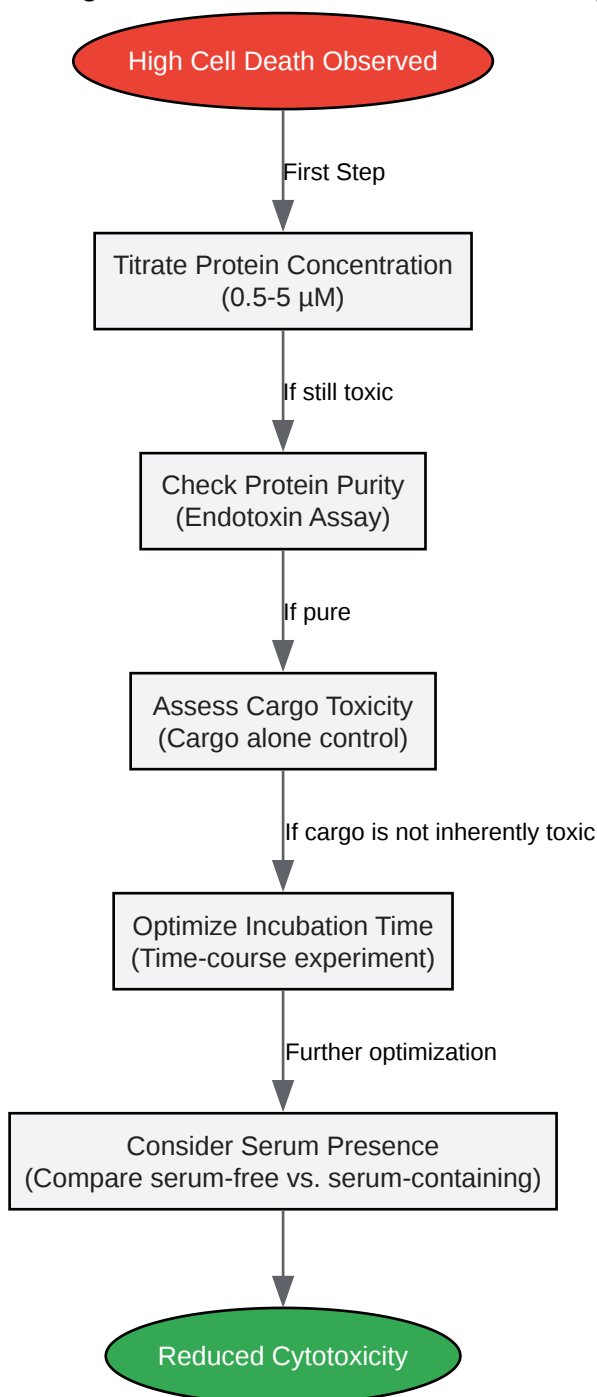 High Cell Death Observed
First Step
Titrate Protein Concentration
(0.5-5 µM)
If still toxic
Check Protein Purity
(Endotoxin Assay)
If pure
Assess Cargo Toxicity
(Cargo alone control)
If cargo is not inherently toxic
Optimize Incubation Time
(Time-course experiment)
Further optimization
Consider Serum Presence
(Compare serum-free vs. serum-containing)
Reduced Cytotoxicity